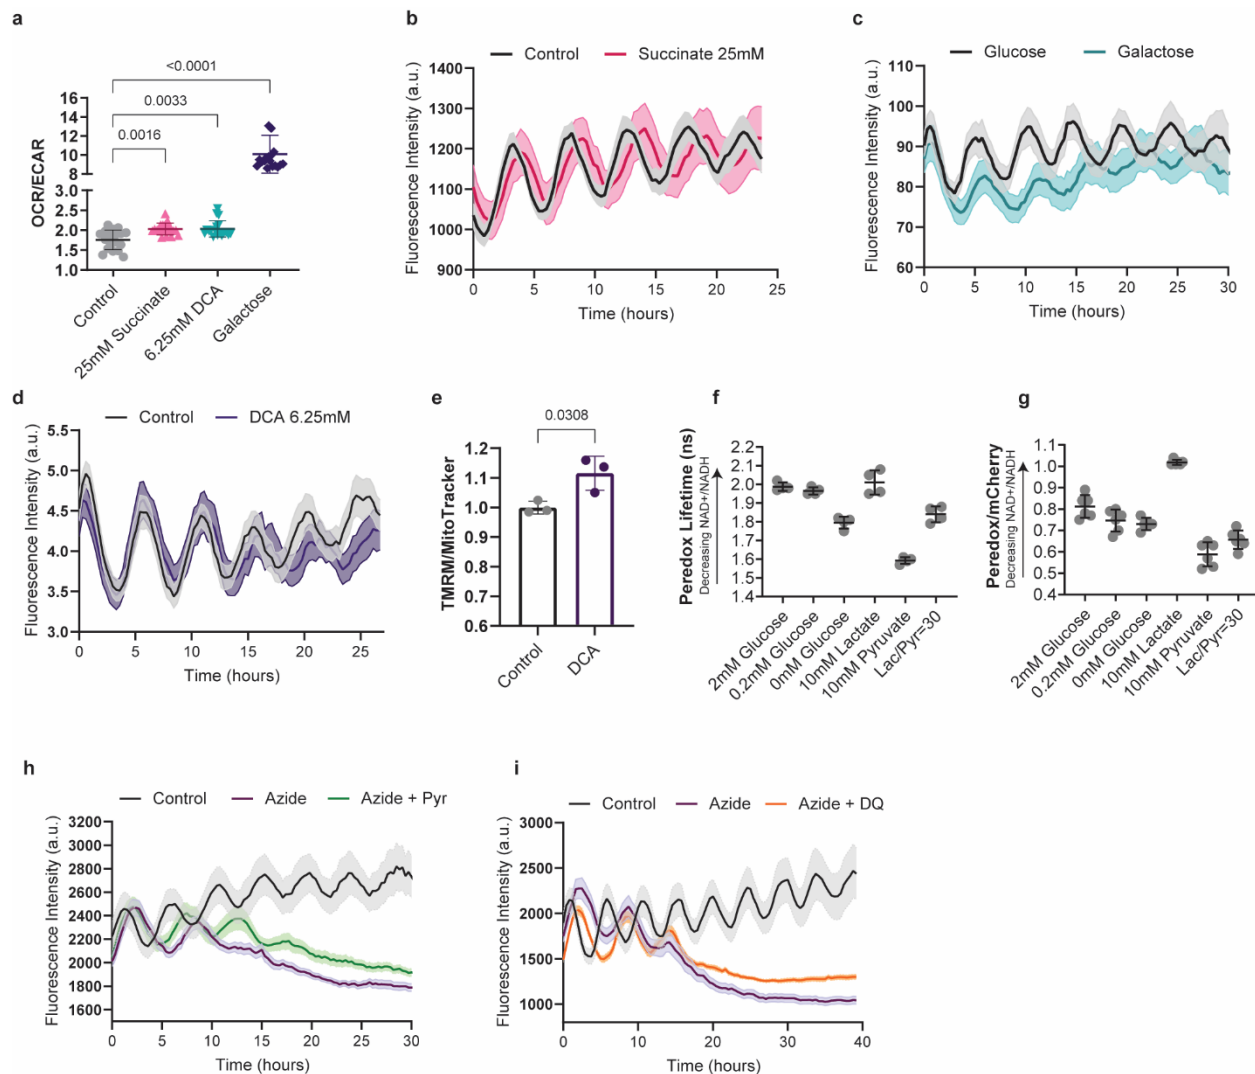 a
<0.0001
0.0033
0.0016
OCR/ECAR
16
14
12
10
8
3.0
2.5
2.0
1.5
1.0
Control
25mM Succinate
6.25mM DCA
Galactose
b
Control
Succinate 25mM
Fluorescence Intensity (a.u.)
1400
1300
1200
1100
1000
900
0 5 10 15 20 25
Time (hours)
c
Glucose
Galactose
Fluorescence Intensity (a.u.)
110
100
90
80
70
60
0 5 10 15 20 25 30
Time (hours)
d
Control
DCA 6.25mM
Fluorescence Intensity (a.u.)
5.5
5.0
4.5
4.0
3.5
3.0
0 5 10 15 20 25
Time (hours)
e
0.0308
TMRM/MitoTracker
1.2
1.1
1.0
0.9
0.8
0.7
0.6
Control
DCA
f
Peredox Lifetime (ns)
Decreasing NAD+/NADH
2.2
2.1
2.0
1.9
1.8
1.7
1.6
1.5
1.4
2mM Glucose
0.2mM Glucose
0mM Glucose
10mM Lactate
10mM Pyruvate
Lac/Pyr=30
g
Peredox/mCherry
Decreasing NAD+/NADH
1.1
1.0
0.9
0.8
0.7
0.6
0.5
0.4
2mM Glucose
0.2mM Glucose
0mM Glucose
10mM Lactate
10mM Pyruvate
Lac/Pyr=30
h
Control
Azide
Azide + Pyr
Fluorescence Intensity (a.u.)
3200
3000
2800
2600
2400
2200
2000
1800
1600
0 5 10 15 20 25 30
Time (hours)
i
Control
Azide
Azide + DQ
Fluorescence Intensity (a.u.)
3000
2500
2000
1500
1000
0 10 20 30 40
Time (hours)